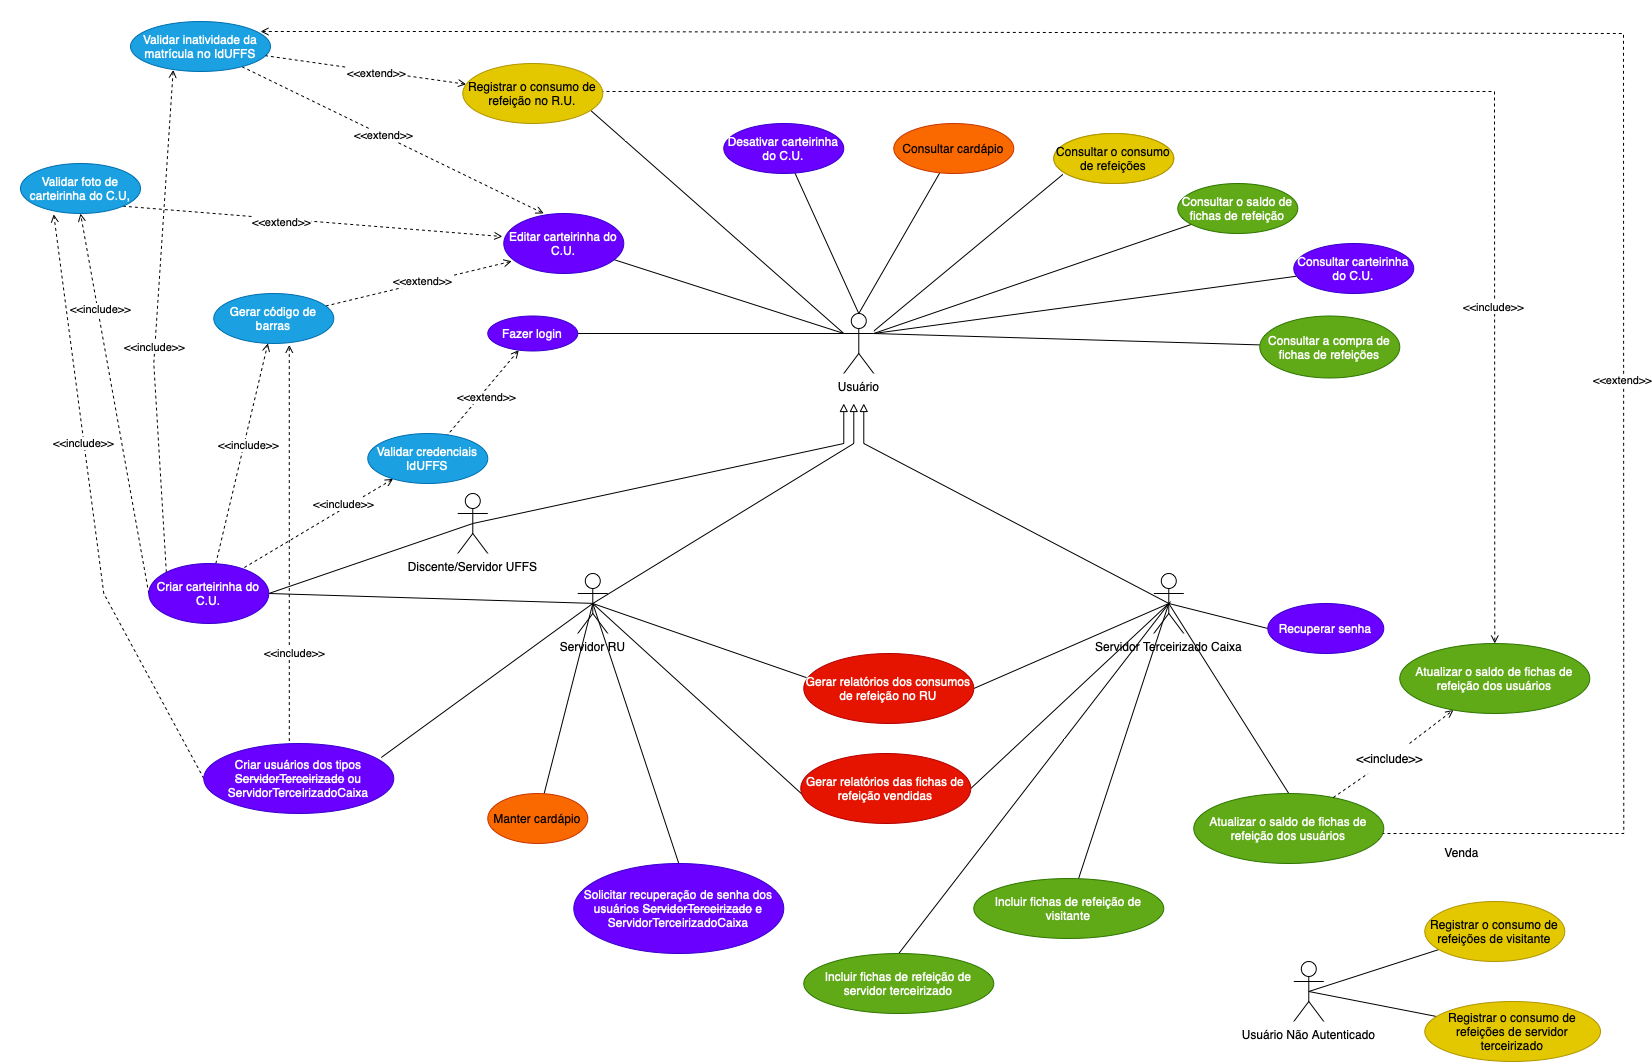 Validar inatividade da
matrícula no IdUFFS
<<extend>>
Registrar o consumo de
refeição no R.U.
<<extend>>
Desativar carteirinha
do C.U.
Consultar cardápio
Consultar o consumo
de refeições
Validar foto de
carteirinha do C.U,
<<extend>>
Consultar o saldo de
fichas de refeição
Editar carteirinha do
C.U.
Consultar carteirinha
do C.U.
<<extend>>
<<include>>
Gerar código de
barras
<<include>>
Fazer login
<<include>>
Consultar a compra de
fichas de refeições
Usuário
<<extend>>
<<extend>>
<<include>>
<<include>>
Validar credenciais
IdUFFS
<<include>>
Discente/Servidor UFFS
Criar carteirinha do
C.U.
Servidor RU
Servidor Terceirizado Caixa
Recuperar senha
<<include>>
Gerar relatórios dos consumos
de refeição no RU
Atualizar o saldo de fichas de
refeição dos usuários
<<include>>
Criar usuários dos tipos
ServidorTerceirizado ou
ServidorTerceirizadoCaixa
Gerar relatórios das fichas de
refeição vendidas
Manter cardápio
Atualizar o saldo de fichas de
refeição dos usuários
Venda
Solicitar recuperação de senha dos
usuários ServidorTerceirizado e
ServidorTerceirizadoCaixa
Incluir fichas de refeição de
visitante
Registrar o consumo de
refeições de visitante
Incluir fichas de refeição de
servidor terceirizado
Usuário Não Autenticado
Registrar o consumo de
refeições de servidor
terceirizado